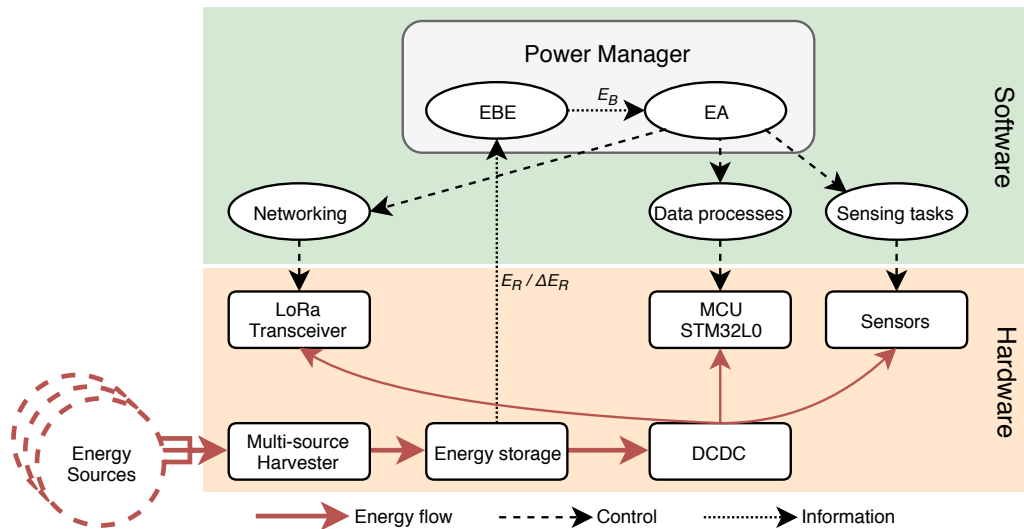 Power Manager
EBE
E_B
EA
Software
Networking
Data processes
Sensing tasks
E_R / ΔE_R
LoRa
Transceiver
MCU
STM32L0
Sensors
Hardware
Energy
Sources
Multi-source
Harvester
Energy storage
DCDC
Energy flow
Control
Information